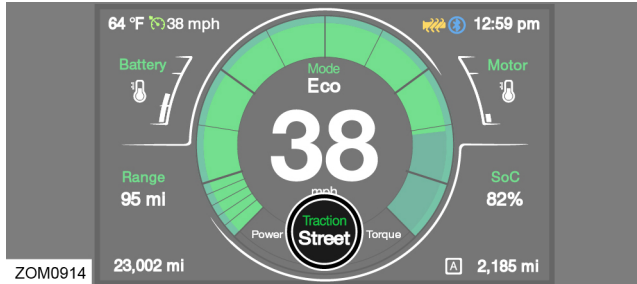 64 °F 38 mph
12:59 pm
Battery
Mode
Eco
Motor
38
mph
Range
95 mi
SoC
82%
Traction
Street
Power
Torque
23,002 mi
A 2,185 mi
ZOM0914